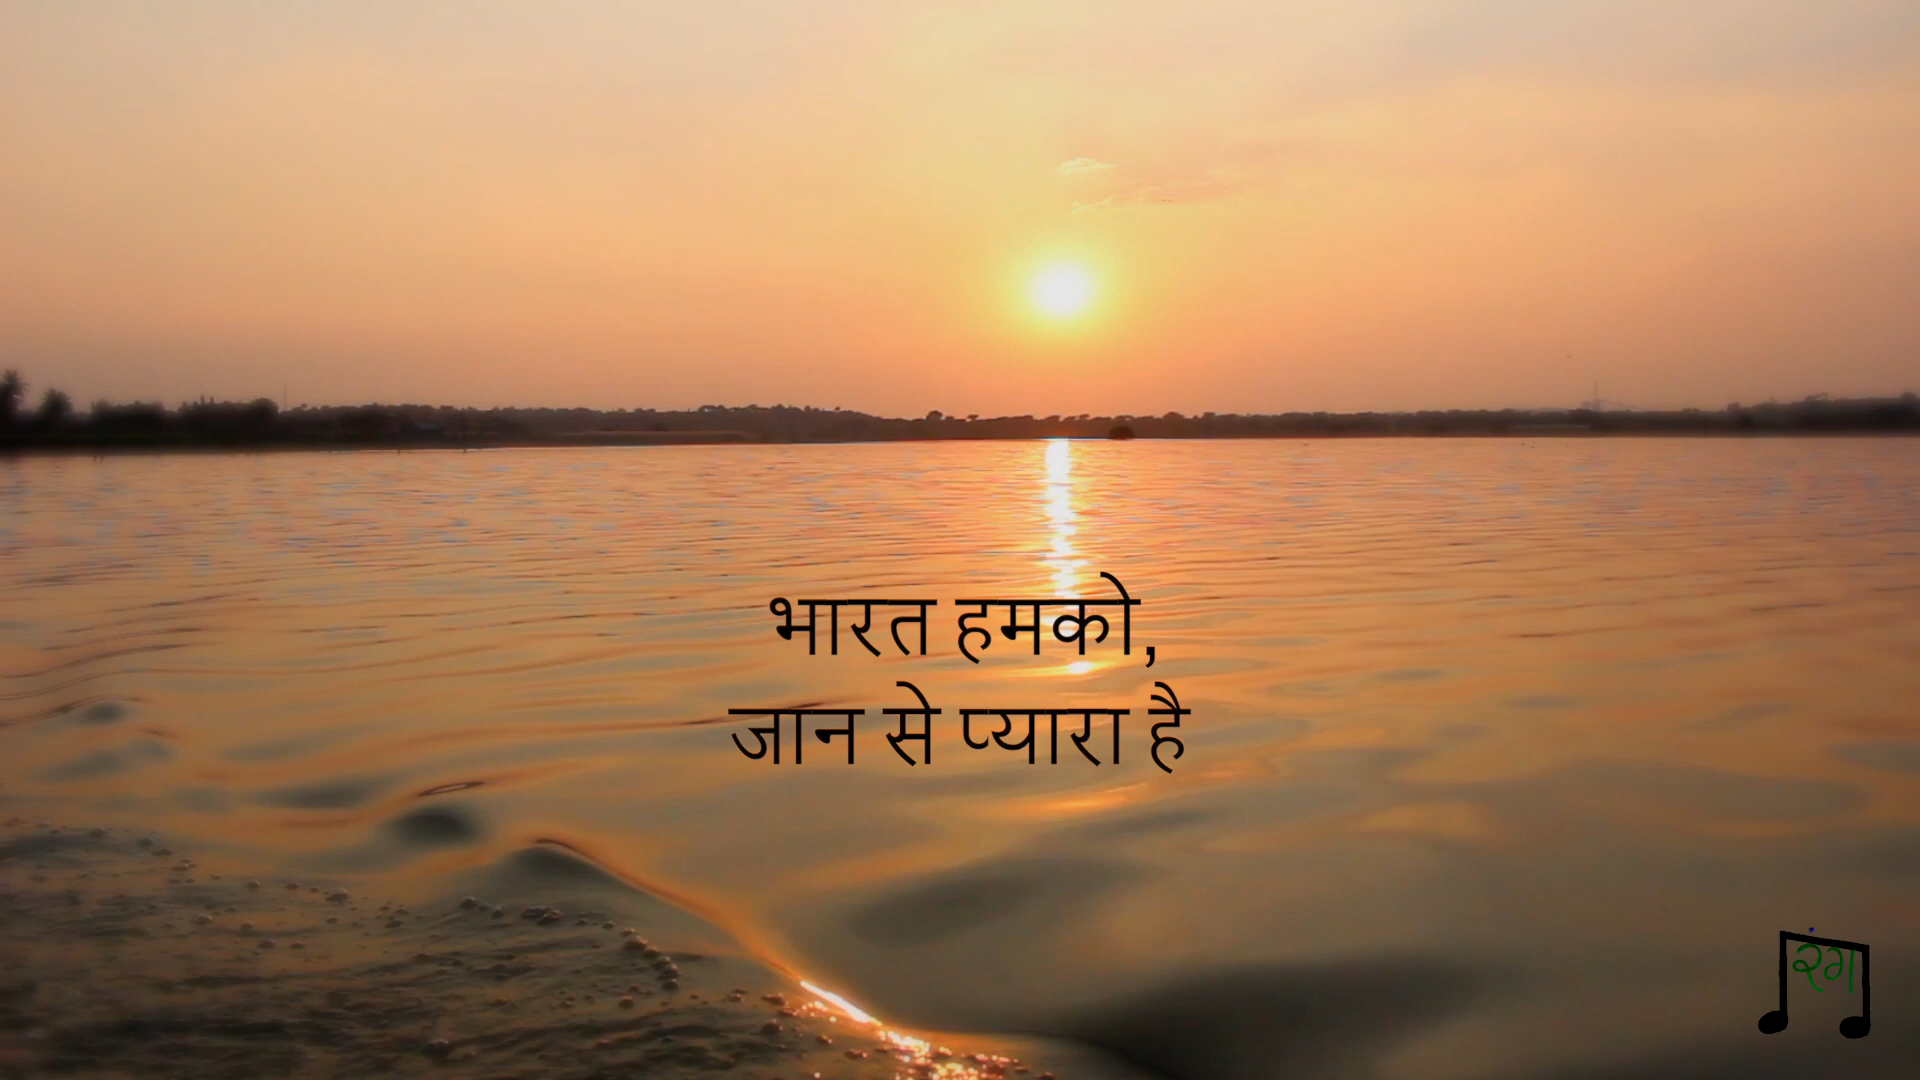 भारत हमको,
जान से प्यारा है
रंग